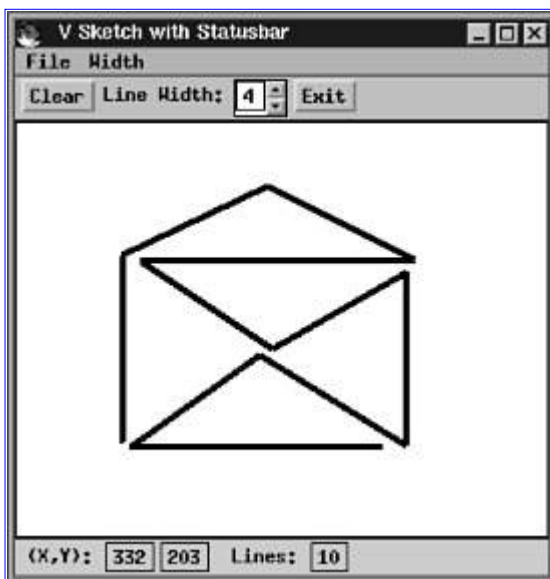 V Sketch with Statusbar
File Width
Clear Line Width: 4 Exit
(X,Y): 332 203 Lines: 10